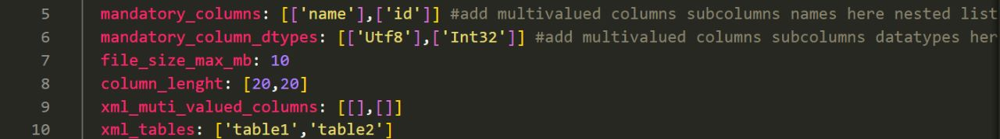 5 mandatory_columns: [['name'],['id']] #add multivalued columns subcolumns names here nested list
6 mandatory_column_dtypes: [['Utf8'],['Int32']] #add multivalued columns subcolumns datatypes her
7 file_size_max_mb: 10
8 column_lenght: [20,20]
9 xml_muti_valued_columns: [[],[]]
10 xml_tables: ['table1','table2']